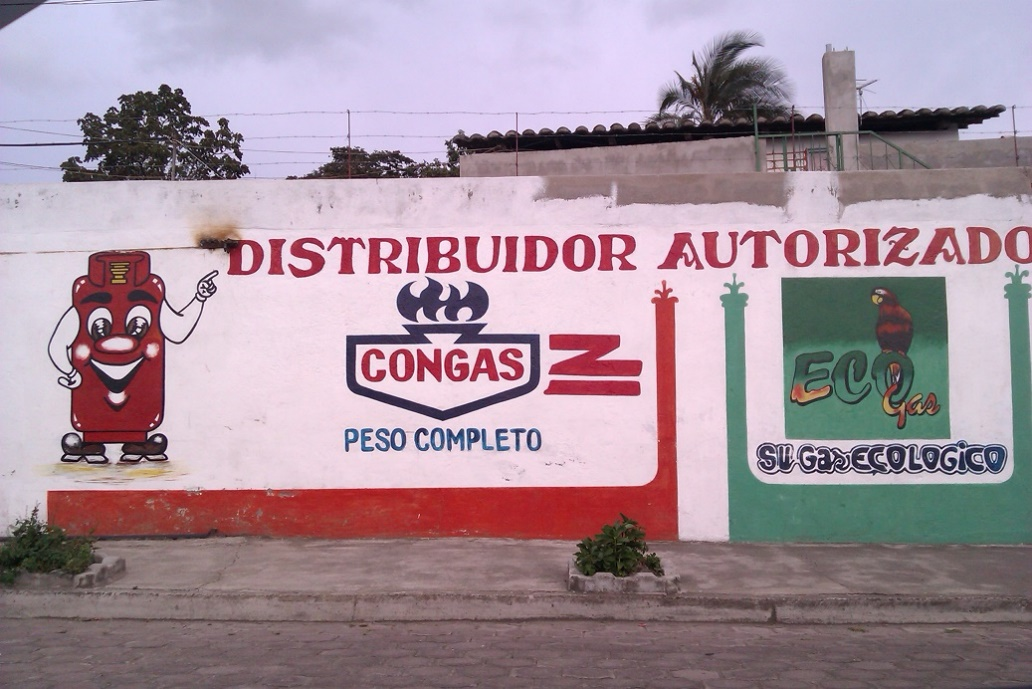 DISTRIBUIDOR AUTORIZADO
CONGAS
PESO COMPLETO
ECO
Gas
SU Gas ECOLOGICO